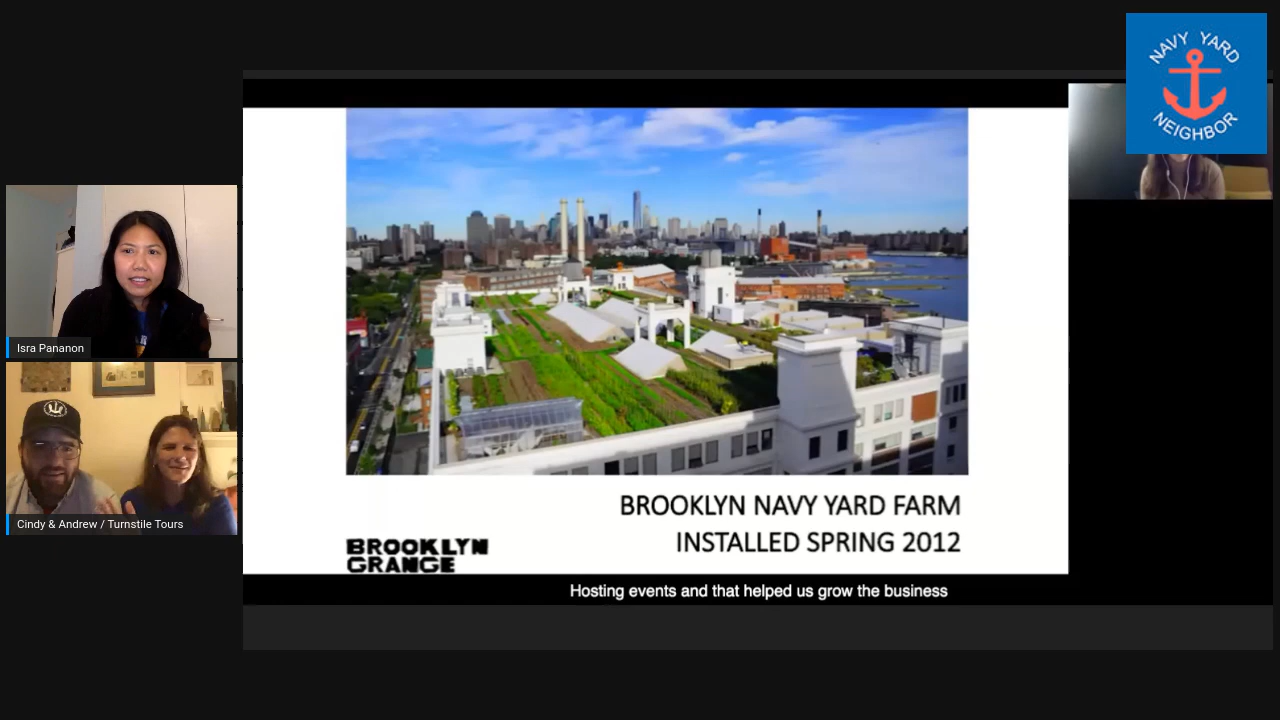 NAVY YARD
NEIGHBOR
Isra Pananon
Cindy & Andrew / Turnstile Tours
BROOKLYN NAVY YARD FARM
INSTALLED SPRING 2012
BROOKLYN
GRANGE
Hosting events and that helped us grow the business